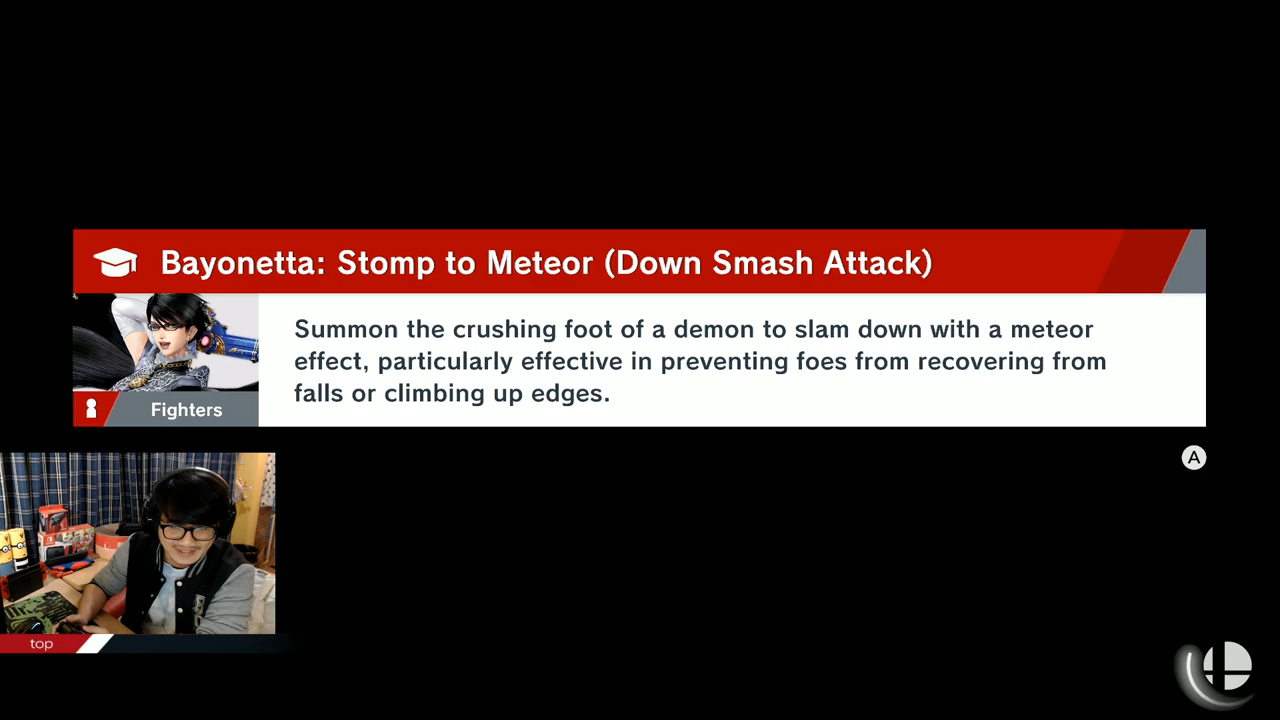 Bayonetta: Stomp to Meteor (Down Smash Attack)
Summon the crushing foot of a demon to slam down with a meteor
effect, particularly effective in preventing foes from recovering from
falls or climbing up edges.
Fighters
A
top